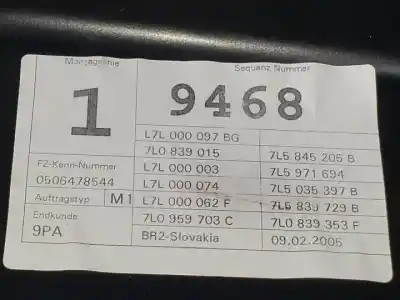 Montagelinie
Sequenz Nummer
1
9468
L7L 000 097 BG
7L0 839 015
7L5 845 205 B
FZ-Kenn-Nummer
L7L 000 003
7L5 971 694
0506478544
L7L 000 074
7L5 035 397 B
Auftragstyp M1
L7L 000 062 F
7L5 839 729 B
Endkunde
7L0 959 703 C
7L0 839 353 F
9PA
BR2-Slovakia
09.02.2005